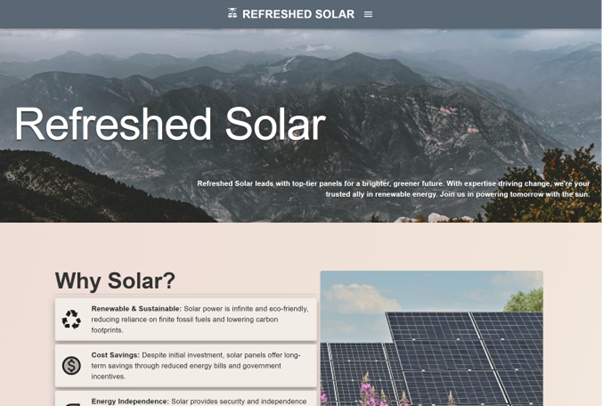 REFRESHED SOLAR
Refreshed Solar
Refreshed Solar leads with top-tier panels for a brighter, greener future. With expertise driving change, we're your
trusted ally in renewable energy. Join us in powering tomorrow with the sun.
Why Solar?
Renewable & Sustainable: Solar power is infinite and eco-friendly,
reducing reliance on finite fossil fuels and lowering carbon
footprints.
Cost Savings: Despite initial investment, solar panels offer long-
term savings through reduced energy bills and government
incentives.
Energy Independence: Solar provides security and independence